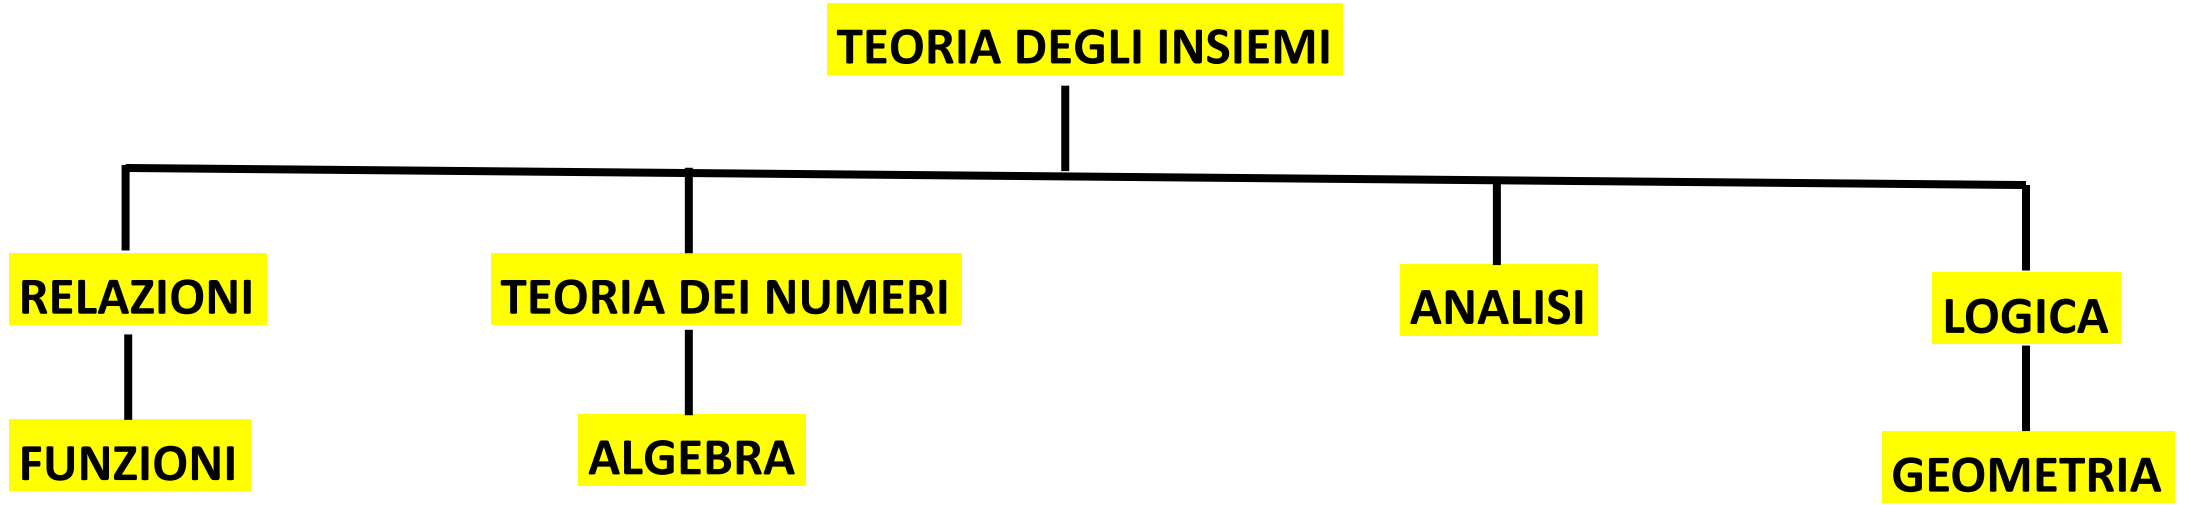 TEORIA DEGLI INSIEMI
RELAZIONI
TEORIA DEI NUMERI
ANALISI
LOGICA
FUNZIONI
ALGEBRA
GEOMETRIA